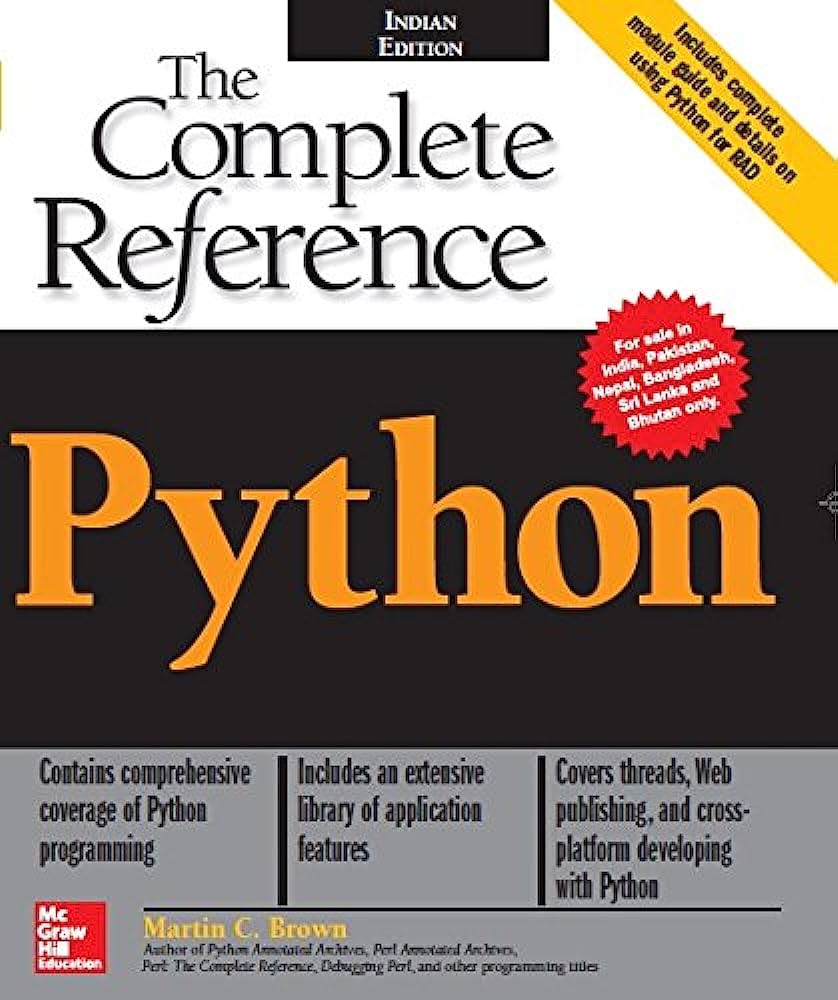 INDIAN
EDITION
The
Complete
Reference
Includes complete
module guide and details on
using Python for RAD
For sale in
India, Pakistan,
Nepal, Bangladesh,
Sri Lanka and
Bhutan only.
Python
Contains comprehensive
coverage of Python
programming
Includes an extensive
library of application
features
Covers threads, Web
publishing, and cross-
platform developing
with Python
Mc
Graw
Hill
Education
Martin C. Brown
Author of Python Annotated Archives, Perl Annotated Archives,
Perl: The Complete Reference, Debugging Perl, and other programming titles